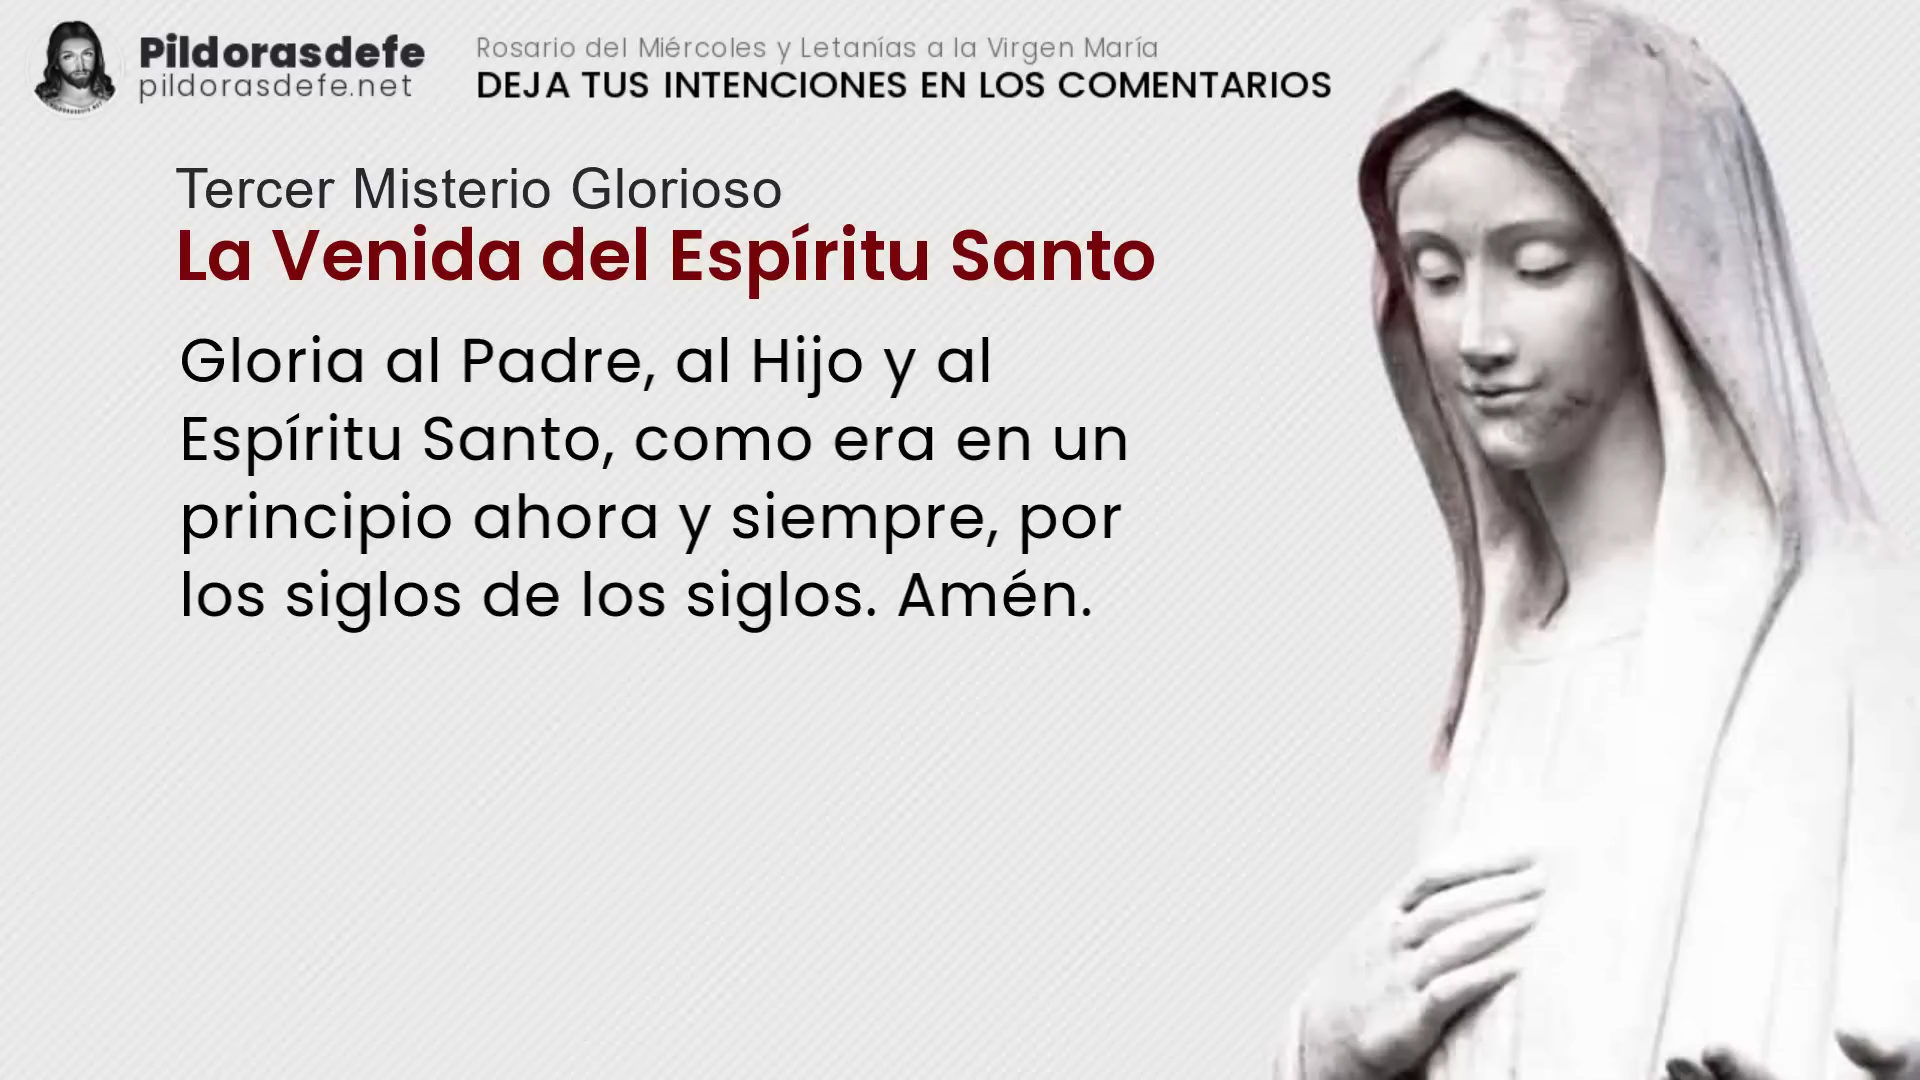 Pildorasdefe
pildorasdefe.net
Rosario del Miércoles y Letanías a la Virgen María
DEJA TUS INTENCIONES EN LOS COMENTARIOS
Tercer Misterio Glorioso
La Venida del Espíritu Santo
Gloria al Padre, al Hijo y al
Espíritu Santo, como era en un
principio ahora y siempre, por
los siglos de los siglos. Amén.